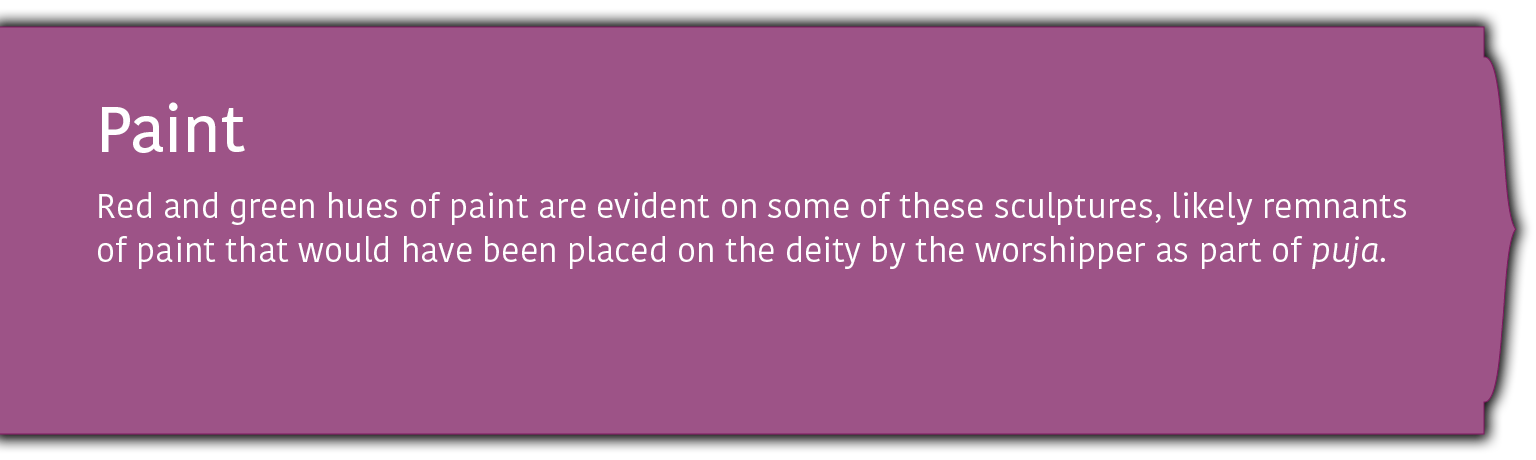 Paint
Red and green hues of paint are evident on some of these sculptures, likely remnants
of paint that would have been placed on the deity by the worshipper as part of puja.